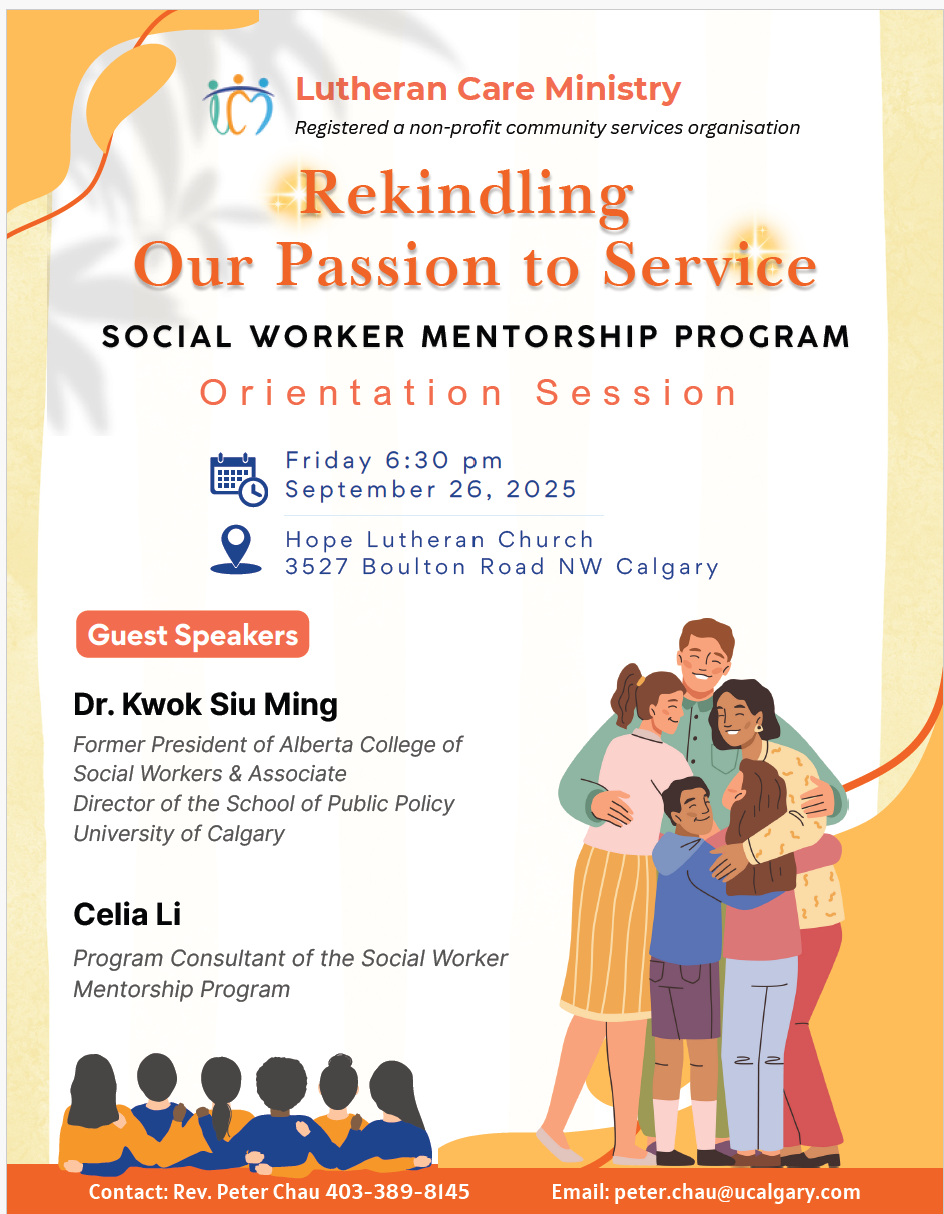 Lutheran Care Ministry
Registered a non-profit community services organisation
Rekindling
Our Passion to Service
SOCIAL WORKER MENTORSHIP PROGRAM
Orientation Session
Friday 6:30 pm
September 26, 2025
Hope Lutheran Church
3527 Boulton Road NW Calgary
Guest Speakers
Dr. Kwok Siu Ming
Former President of Alberta College of
Social Workers & Associate
Director of the School of Public Policy
University of Calgary
Celia Li
Program Consultant of the Social Worker
Mentorship Program
Contact: Rev. Peter Chau 403-389-8145
Email: peter.chau@ucalgary.com